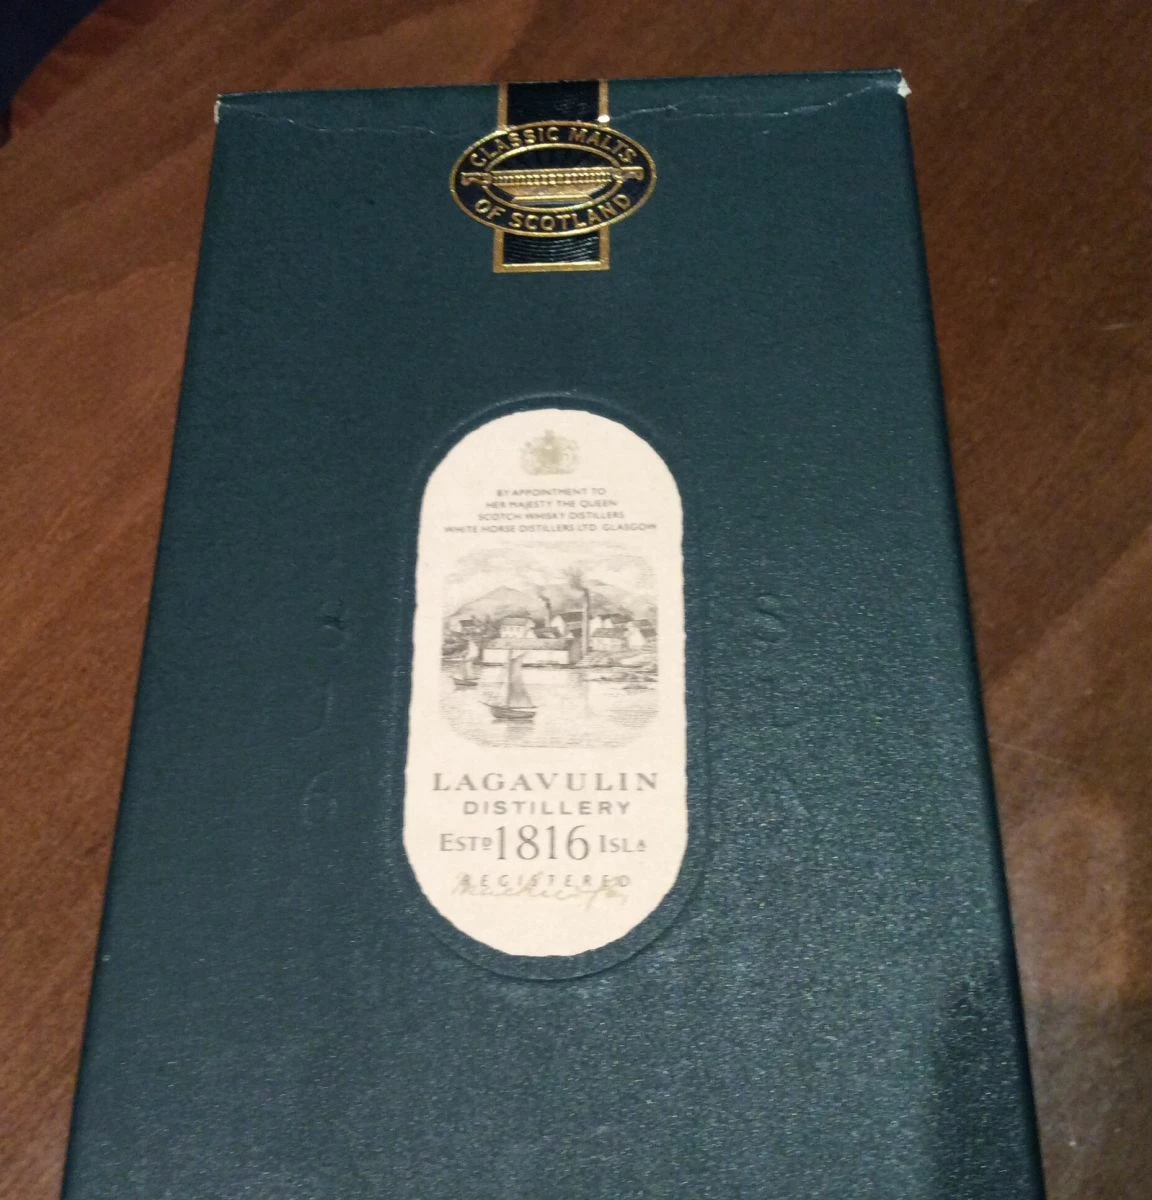 CLASSIC MALTS
OF SCOTLAND
BY APPOINTMENT TO
HER MAJESTY THE QUEEN
SCOTCH WHISKY DISTILLERS
WHITE HORSE DISTILLERS LTD. GLASGOW
LAGAVULIN
DISTILLERY
ESTD 1816 ISLA
REGISTERED